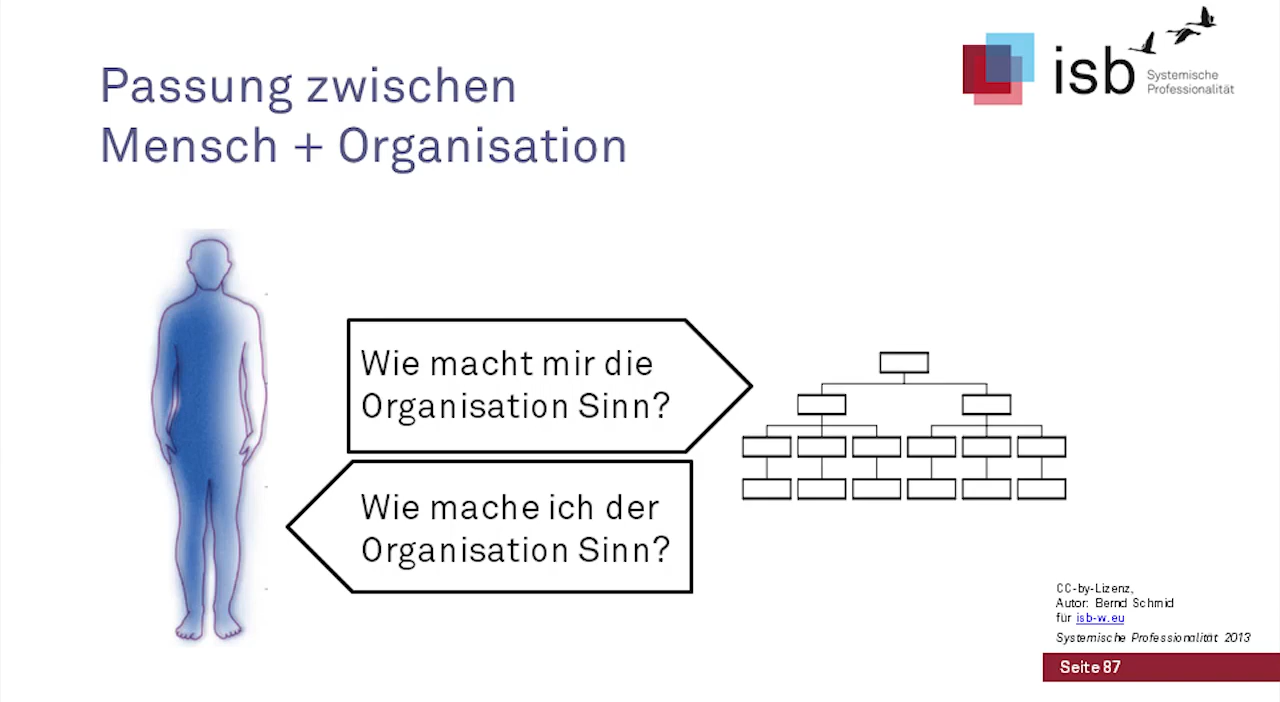 Passung zwischen
Mensch + Organisation
isb
Systemische
Professionalität
Wie macht mir die
Organisation Sinn?
Wie mache ich der
Organisation Sinn?
CC-by-Lizenz,
Autor: Bernd Schmid
für isb-w.eu
Systemische Professionalität 2013
Seite 87